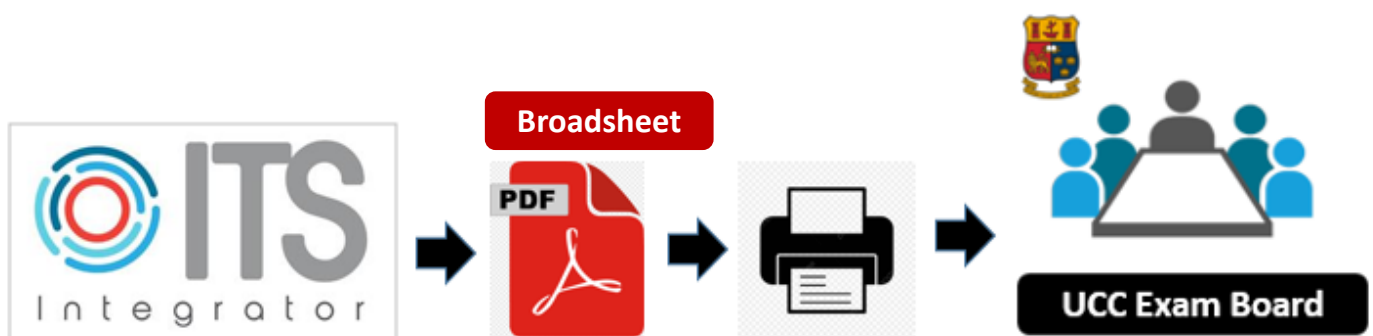 Broadsheet
ITS
Integrator
PDF
UCC Exam Board